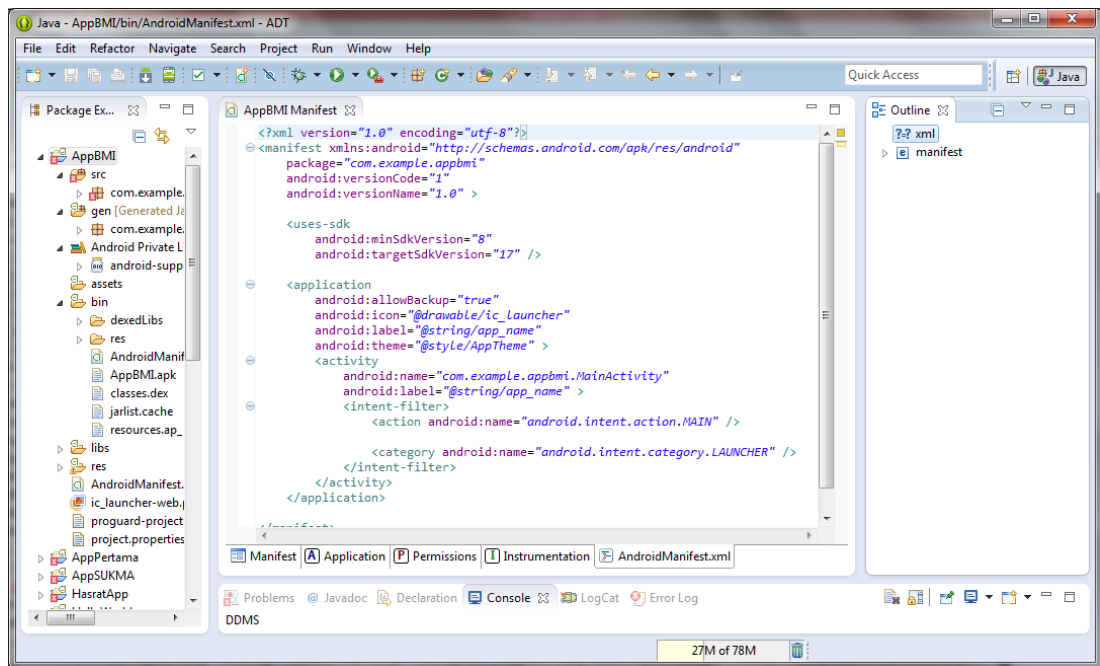 Java - AppBMI/bin/AndroidManifest.xml - ADT
File Edit Refactor Navigate Search Project Run Window Help
Quick Access
Java
Package Ex...
AppBMI
src
com.example.
gen [Generated Ja
com.example.
Android Private L
android-supp
assets
bin
dexedLibs
res
AndroidManif
AppBMI.apk
classes.dex
jarlist.cache
resources.ap_
libs
res
AndroidManifest.
ic_launcher-web.p
proguard-project
project.properties
AppPertama
AppSUKMA
HasratApp
AppBMI Manifest
<?xml version="1.0" encoding="utf-8"?>
<manifest xmlns:android="http://schemas.android.com/apk/res/android"
package="com.example.appbmi"
android:versionCode="1"
android:versionName="1.0" >
<uses-sdk
android:minSdkVersion="8"
android:targetSdkVersion="17" />
<application
android:allowBackup="true"
android:icon="@drawable/ic_launcher"
android:label="@string/app_name"
android:theme="@style/AppTheme" >
<activity
android:name="com.example.appbmi.MainActivity"
android:label="@string/app_name" >
<intent-filter>
<action android:name="android.intent.action.MAIN" />
<category android:name="android.intent.category.LAUNCHER" />
</intent-filter>
</activity>
</application>
</manifest>
Manifest Application Permissions Instrumentation AndroidManifest.xml
Outline
xml
manifest
Problems Javadoc Declaration Console LogCat Error Log
DDMS
27M of 78M